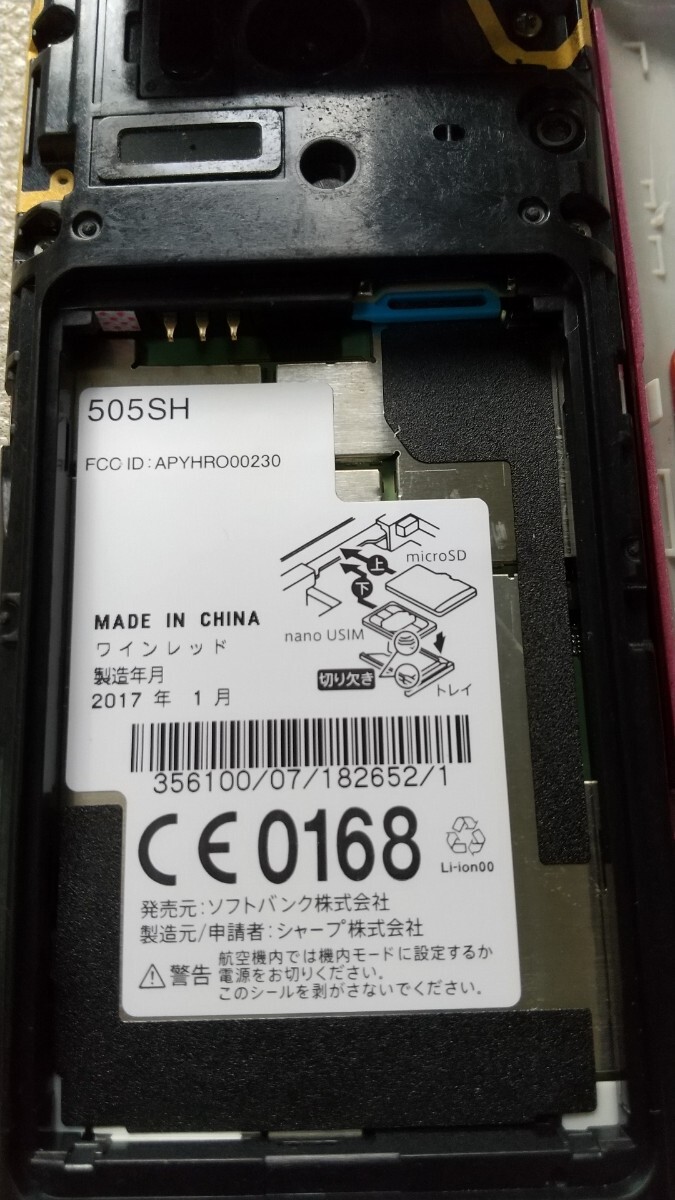 505SH
FCC ID : APYHRO00230
microSD
上
下
nano USIM
切り欠き
トレイ
MADE IN CHINA
ワインレッド
製造年月
2017 年 1 月
356100/07/182652/1
CE0168
Li-ion00
発売元:ソフトバンク株式会社
製造元/申請者:シャープ株式会社
警告
航空機内では機内モードに設定するか
電源をお切りください。
このシールを剥がさないでください。